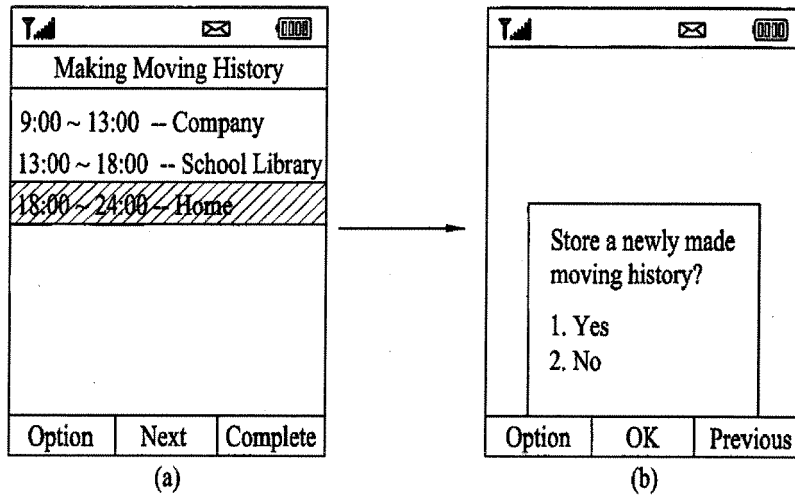 Making Moving History
9:00 ~ 13:00 -- Company
13:00 ~ 18:00 -- School Library
18:00 ~ 24:00 -- Home
Option Next Complete
(a)
Store a newly made
moving history?
1. Yes
2. No
Option OK Previous
(b)